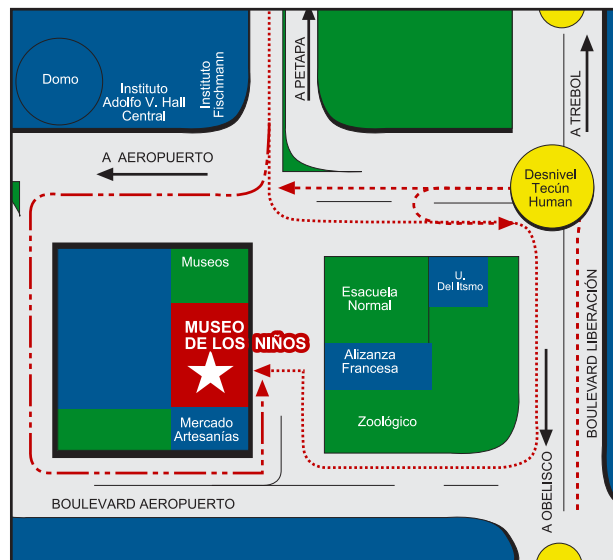 Domo
Instituto
Adolfo V. Hall
Central
Instituto
Fischmann
A PETAPA
A TREBOL
A AEROPUERTO
Desnivel
Tecún
Human
Museos
Esacuela
Normal
U.
Del Itsmo
MUSEO
DE LOS NIÑOS
Alizanza
Francesa
Mercado
Artesanías
Zoológico
BOULEVARD LIBERACIÓN
A OBELISCO
BOULEVARD AEROPUERTO